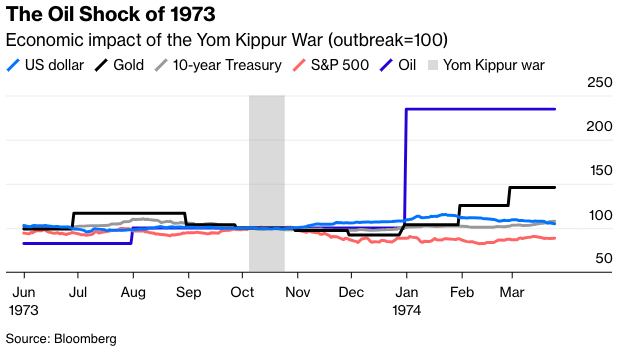 The Oil Shock of 1973
Economic impact of the Yom Kippur War (outbreak=100)
US dollar Gold 10-year Treasury S&P 500 Oil Yom Kippur war
250
200
150
100
50
Jun Jul Aug Sep Oct Nov Dec Jan Feb Mar
1973 1974
Source: Bloomberg